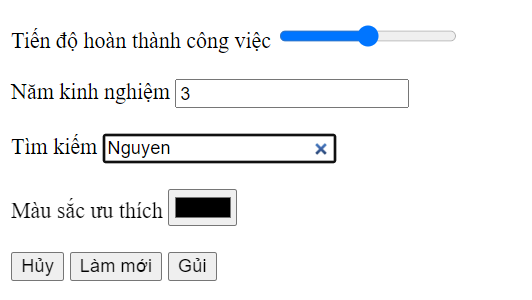 Tiến độ hoàn thành công việc
Năm kinh nghiệm 3
Tìm kiếm Nguyen
Màu sắc ưu thích
Hủy Làm mới Gủi